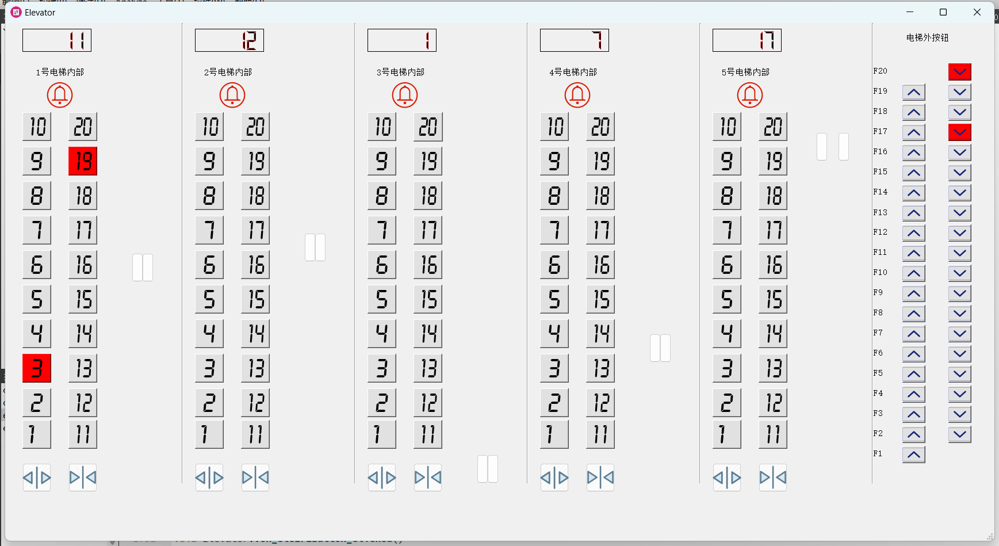 Elevator
11 12 1 7 17 电梯外按钮
1号电梯内部 2号电梯内部 3号电梯内部 4号电梯内部 5号电梯内部
F20
F19
F18
F17
F16
F15
F14
F13
F12
F11
F10
F9
F8
F7
F6
F5
F4
F3
F2
F1
10 20 10 20 10 20 10 20 10 20
9 19 9 19 9 19 9 19 9 19
8 18 8 18 8 18 8 18 8 18
7 17 7 17 7 17 7 17 7 17
6 16 6 16 6 16 6 16 6 16
5 15 5 15 5 15 5 15 5 15
4 14 4 14 4 14 4 14 4 14
3 13 3 13 3 13 3 13 3 13
2 12 2 12 2 12 2 12 2 12
1 11 1 11 1 11 1 11 1 11